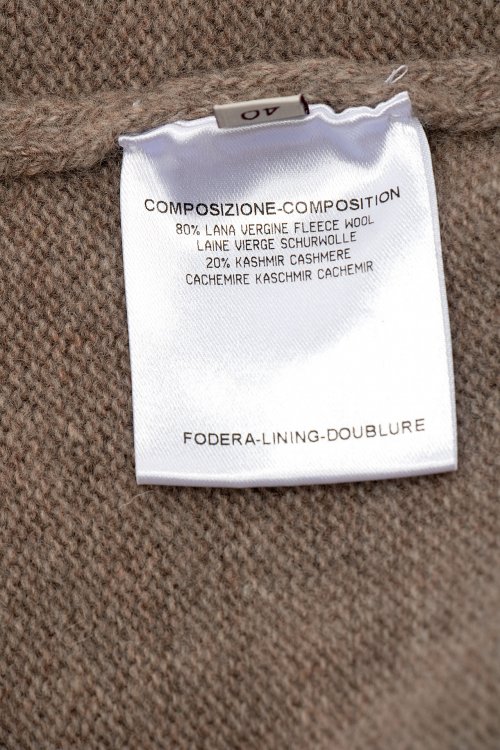 40
COMPOSIZIONE-COMPOSITION
80% LANA VERGINE FLEECE WOOL
LAINE VIERGE SCHURWOLLE
20% KASHMIR CASHMERE
CACHEMIRE KASCHMIR CACHEMIR
FODERA-LINING-DOUBLURE